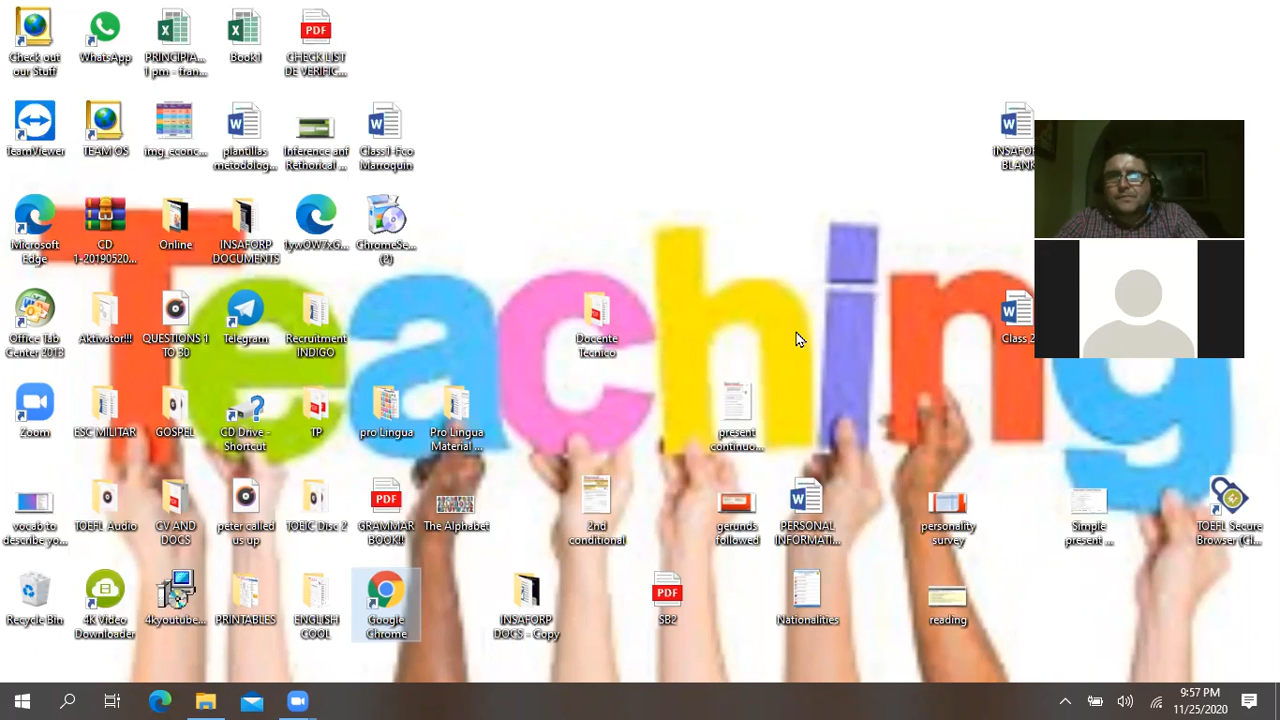 Check out
our Stuff
WhatsApp
PRINCIPIA...
1 pm - fran...
Book1
PDF
CHECK LIST
DE VERIFIC...
TeamViewer
TEAM OS
img_econc...
plantillas
metodolog...
Inference anf
Rethorical ...
Class1-Fco
Marroquin
INSAFOR
BLANK
Microsoft
Edge
CD
1-20190520...
Online
INSAFORP
DOCUMENTS
1ywOW7xG...
ChromeSe...
(2)
Teaching
Office Tab
Center 2013
Aktivator!!!
QUESTIONS 1
TO 30
Telegram
Recruitment
INDIGO
Docente
Tecnico
Class 2
Zoom
ESC MILITAR
GOSPEL
CD Drive -
Shortcut
TP
pro Lingua
Pro Lingua
Material ...
present
continuo...
vocab to
describe yo...
TOEFL Audio
CV AND
DOCS
peter called
us up
TOEIC Disc 2
PDF
GRAMMAR
BOOK!!
The Alphabet
2nd
conditional
gerunds
followed
PERSONAL
INFORMATI...
personality
survey
Simple
present ...
TOEFL Secure
Browser (Cl...
Recycle Bin
4K Video
Downloader
4kyoutube...
PRINTABLES
ENGLISH
COOL
Google
Chrome
INSAFORP
DOCS - Copy
PDF
SB2
Nationalities
reading
9:57 PM
11/25/2020